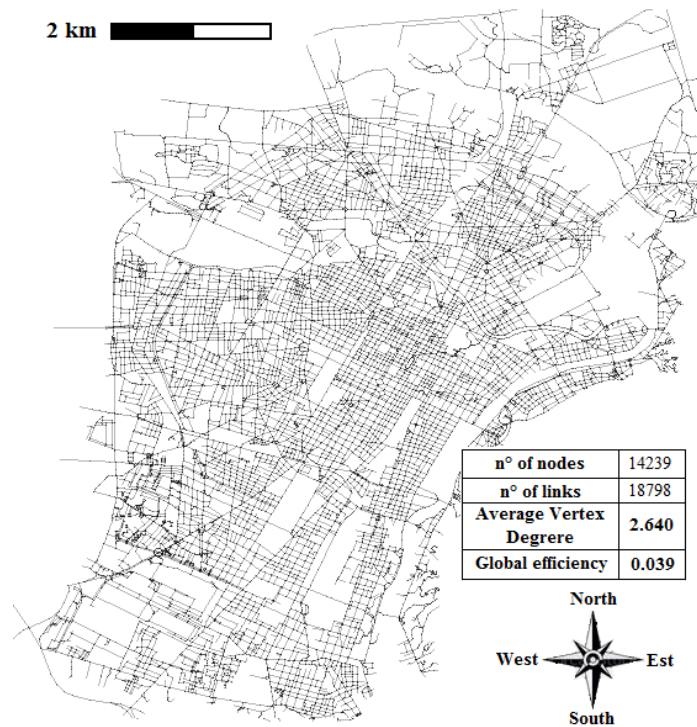 2 km
n° of nodes 14239
n° of links 18798
Average Vertex
Degrere 2.640
Global efficiency 0.039
North
West Est
South